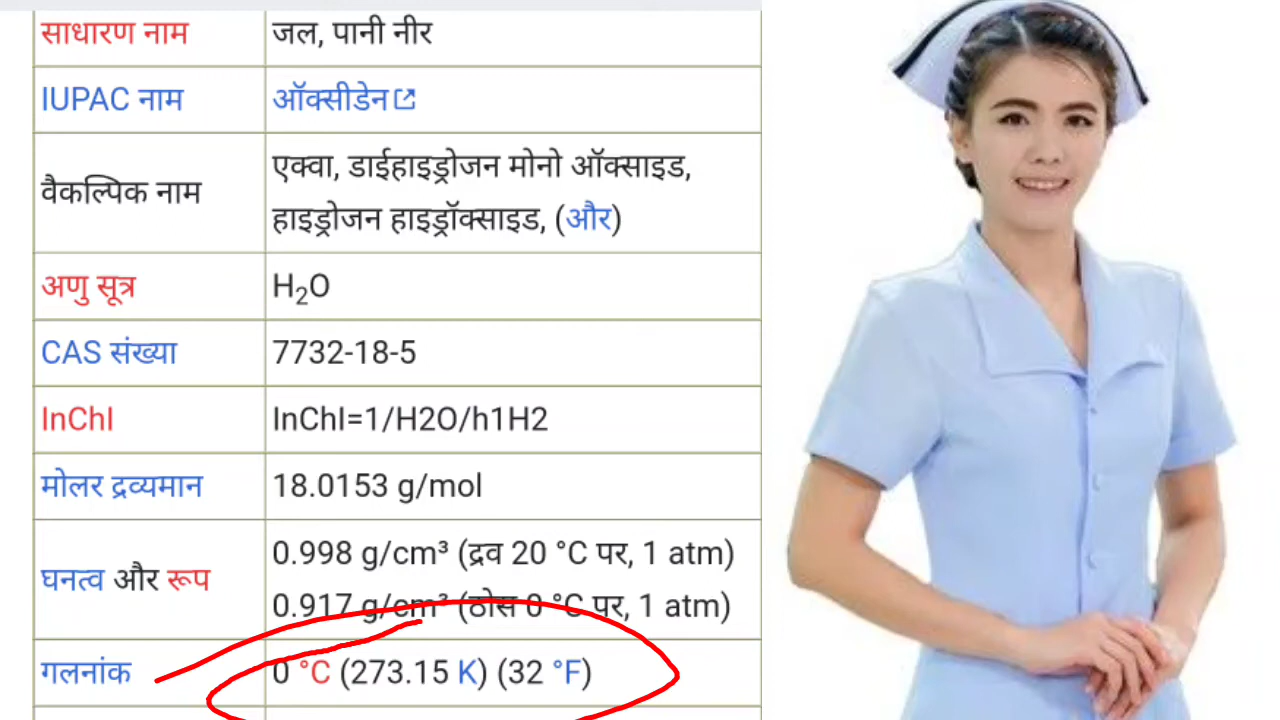 साधारण नाम जल, पानी नीर
IUPAC नाम ऑक्सीडेन
वैकल्पिक नाम एक्वा, डाईहाइड्रोजन मोनो ऑक्साइड,
हाइड्रोजन हाइड्रॉक्साइड, (और)
अणु सूत्र H₂O
CAS संख्या 7732-18-5
InChI InChI=1/H2O/h1H2
मोलर द्रव्यमान 18.0153 g/mol
घनत्व और रूप 0.998 g/cm³ (द्रव 20 °C पर, 1 atm)
0.917 g/cm³ (ठोस 0 °C पर, 1 atm)
गलनांक 0 °C (273.15 K) (32 °F)